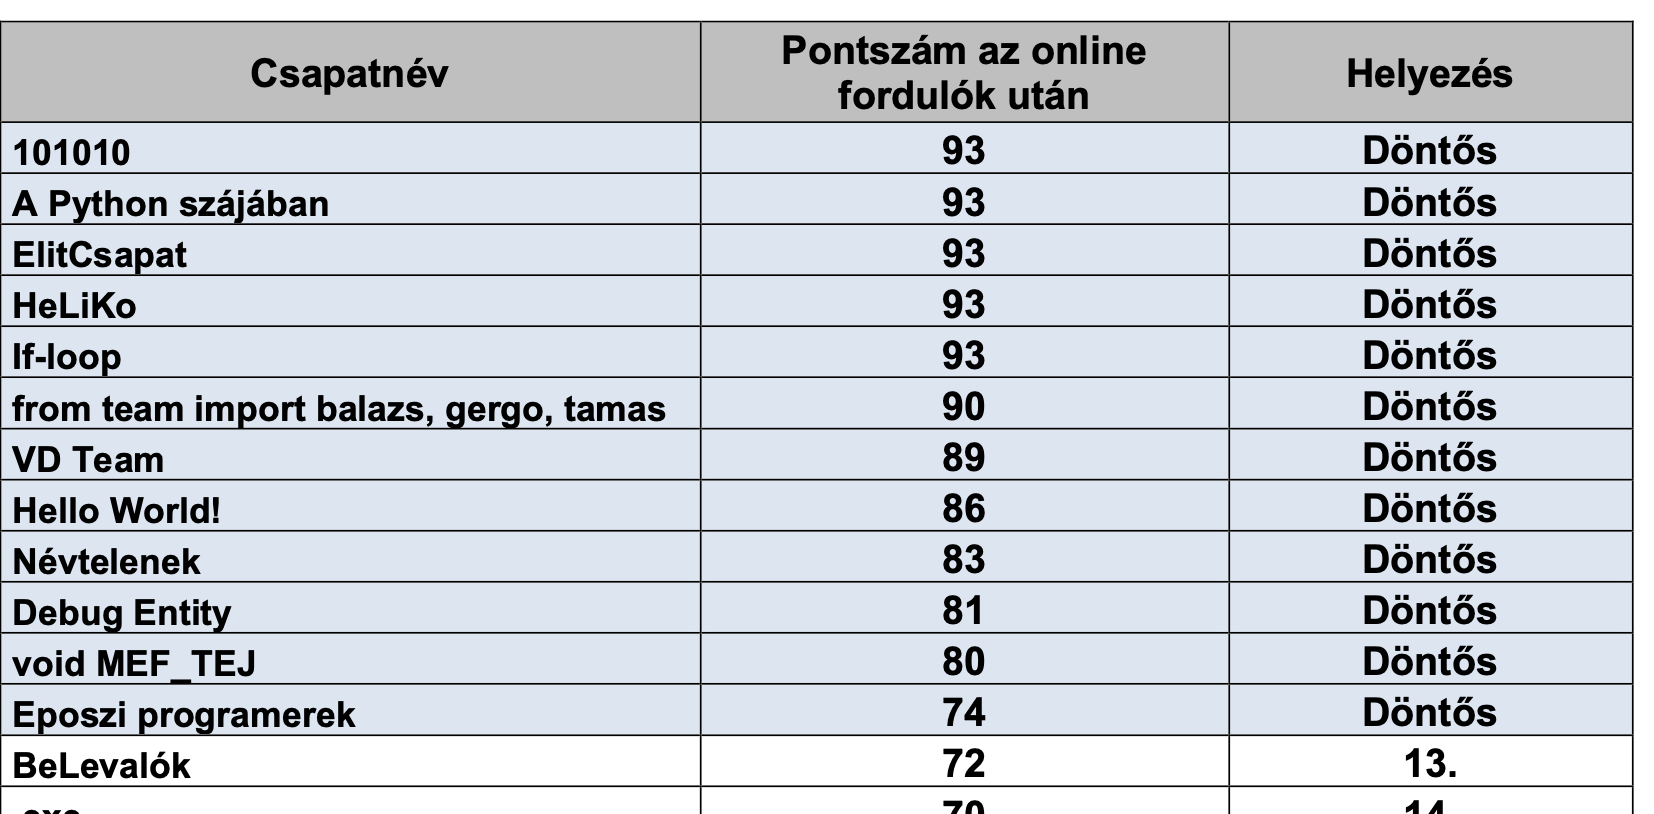 Csapatnév Pontszám az online fordulók után Helyezés
101010 93 Döntős
A Python szájában 93 Döntős
ElitCsapat 93 Döntős
HeLiKo 93 Döntős
If-loop 93 Döntős
from team import balazs, gergo, tamas 90 Döntős
VD Team 89 Döntős
Hello World! 86 Döntős
Névtelenek 83 Döntős
Debug Entity 81 Döntős
void MEF_TEJ 80 Döntős
Eposzi programerek 74 Döntős
BeLevalók 72 13.